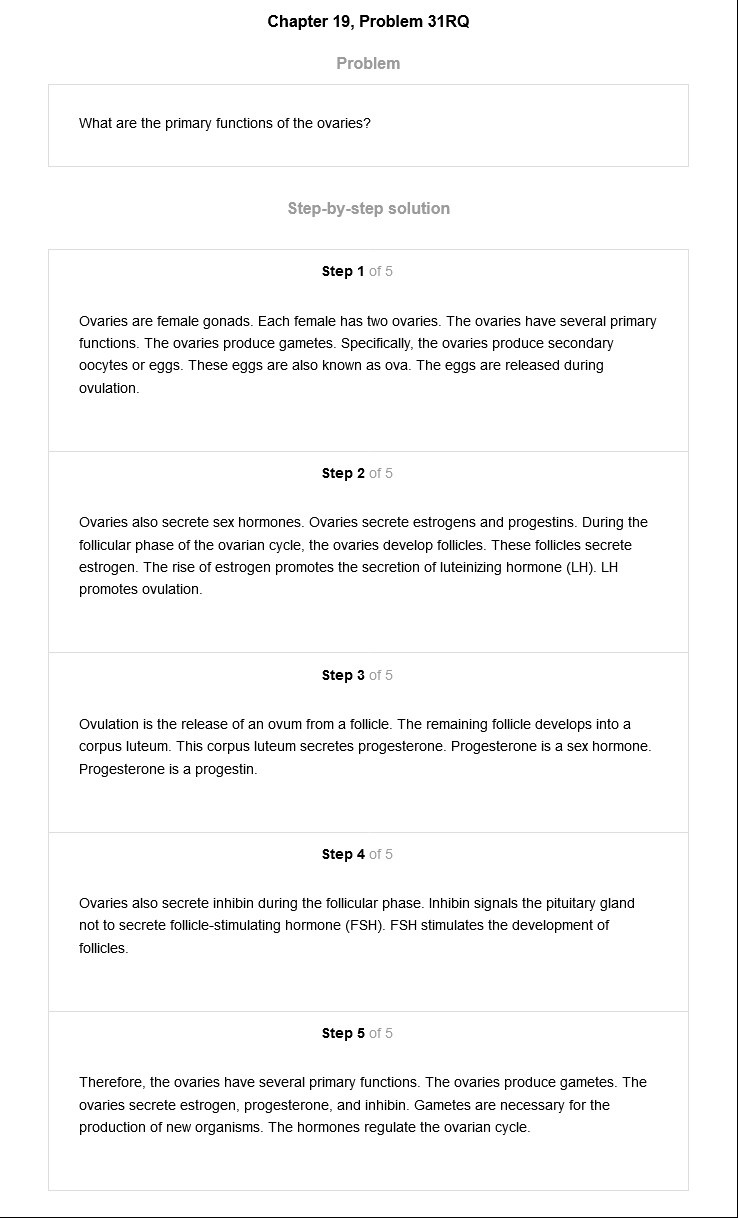 Chapter 19, Problem 31RQ
Problem
What are the primary functions of the ovaries?
Step-by-step solution
Step 1 of 5
Ovaries are female gonads. Each female has two ovaries. The ovaries have several primary
functions. The ovaries produce gametes. Specifically, the ovaries produce secondary
oocytes or eggs. These eggs are also known as ova. The eggs are released during
ovulation.
Step 2 of 5
Ovaries also secrete sex hormones. Ovaries secrete estrogens and progestins. During the
follicular phase of the ovarian cycle, the ovaries develop follicles. These follicles secrete
estrogen. The rise of estrogen promotes the secretion of luteinizing hormone (LH). LH
promotes ovulation.
Step 3 of 5
Ovulation is the release of an ovum from a follicle. The remaining follicle develops into a
corpus luteum. This corpus luteum secretes progesterone. Progesterone is a sex hormone.
Progesterone is a progestin.
Step 4 of 5
Ovaries also secrete inhibin during the follicular phase. Inhibin signals the pituitary gland
not to secrete follicle-stimulating hormone (FSH). FSH stimulates the development of
follicles.
Step 5 of 5
Therefore, the ovaries have several primary functions. The ovaries produce gametes. The
ovaries secrete estrogen, progesterone, and inhibin. Gametes are necessary for the
production of new organisms. The hormones regulate the ovarian cycle.